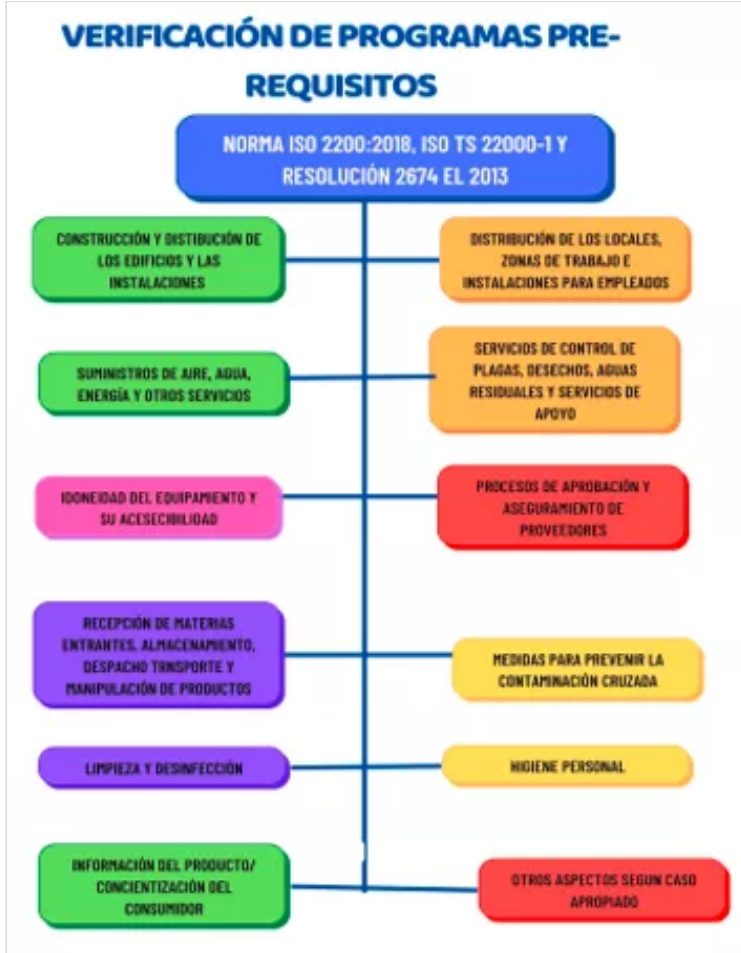 VERIFICACIÓN DE PROGRAMAS PRE-
REQUISITOS
NORMA ISO 2200:2018, ISO TS 22000-1 Y
RESOLUCIÓN 2674 EL 2013
CONSTRUCCIÓN Y DISTIBUCIÓN DE
LOS EDIFICIOS Y LAS
INSTALACIONES
DISTRIBUCIÓN DE LOS LOCALES,
ZONAS DE TRABAJO E
INSTALACIONES PARA EMPLEADOS
SUMINISTROS DE AIRE, AGUA,
ENERGÍA Y OTROS SERVICIOS
SERVICIOS DE CONTROL DE
PLAGAS, DESECHOS, AGUAS
RESIDUALES Y SERVICIOS DE
APOYO
IDONEIDAD DEL EQUIPAMIENTO Y
SU ACESECIBILIDAD
PROCESOS DE APROBACIÓN Y
ASEGURAMIENTO DE
PROVEEDORES
RECEPCIÓN DE MATERIAS
ENTRANTES, ALMACENAMIENTO,
DESPACHO TRNSPORTE Y
MANIPULACIÓN DE PRODUCTOS
MEDIDAS PARA PREVENIR LA
CONTAMINACIÓN CRUZADA
LIMPIEZA Y DESINFECCIÓN
HIGIENE PERSONAL
INFORMACIÓN DEL PRODUCTO/
CONCIENTIZACIÓN DEL
CONSUMIDOR
OTROS ASPECTOS SEGUN CASO
APROPIADO